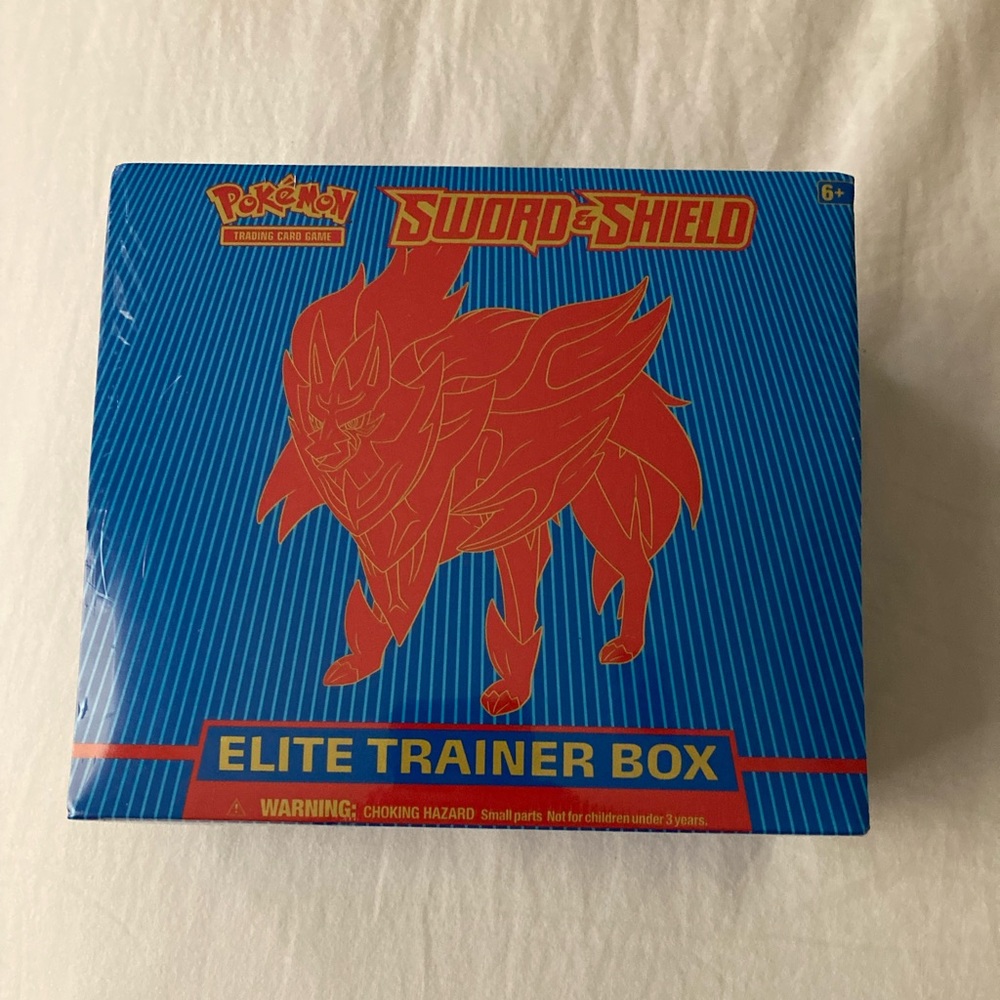 POKéMON
TRADING CARD GAME
SWORD & SHIELD
6+
ELITE TRAINER BOX
WARNING: CHOKING HAZARD Small parts Not for children under 3 years.